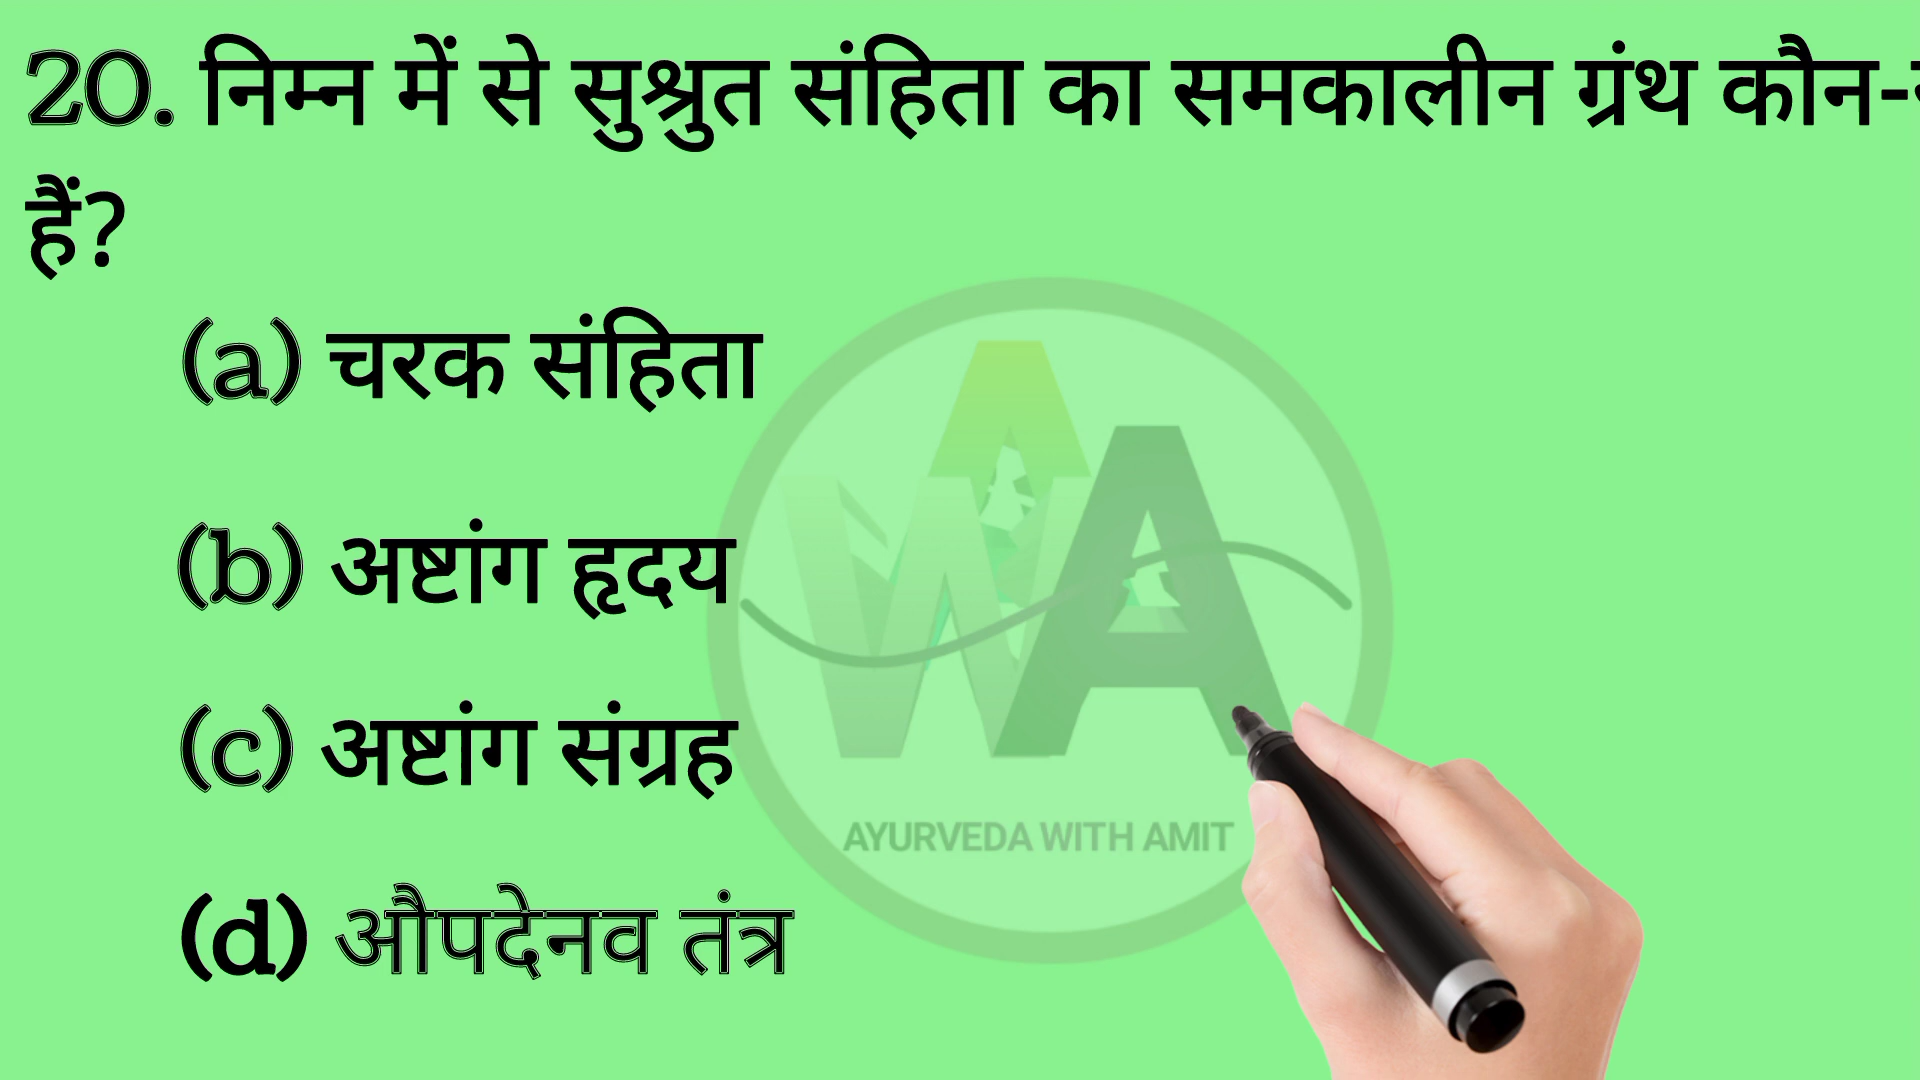 20. निम्न में से सुश्रुत संहिता का समकालीन ग्रंथ कौन-
हैं?
(a) चरक संहिता
(b) अष्टांग हृदय
(c) अष्टांग संग्रह
AYURVEDA WITH AMIT
(d) औपदेनव तंत्र